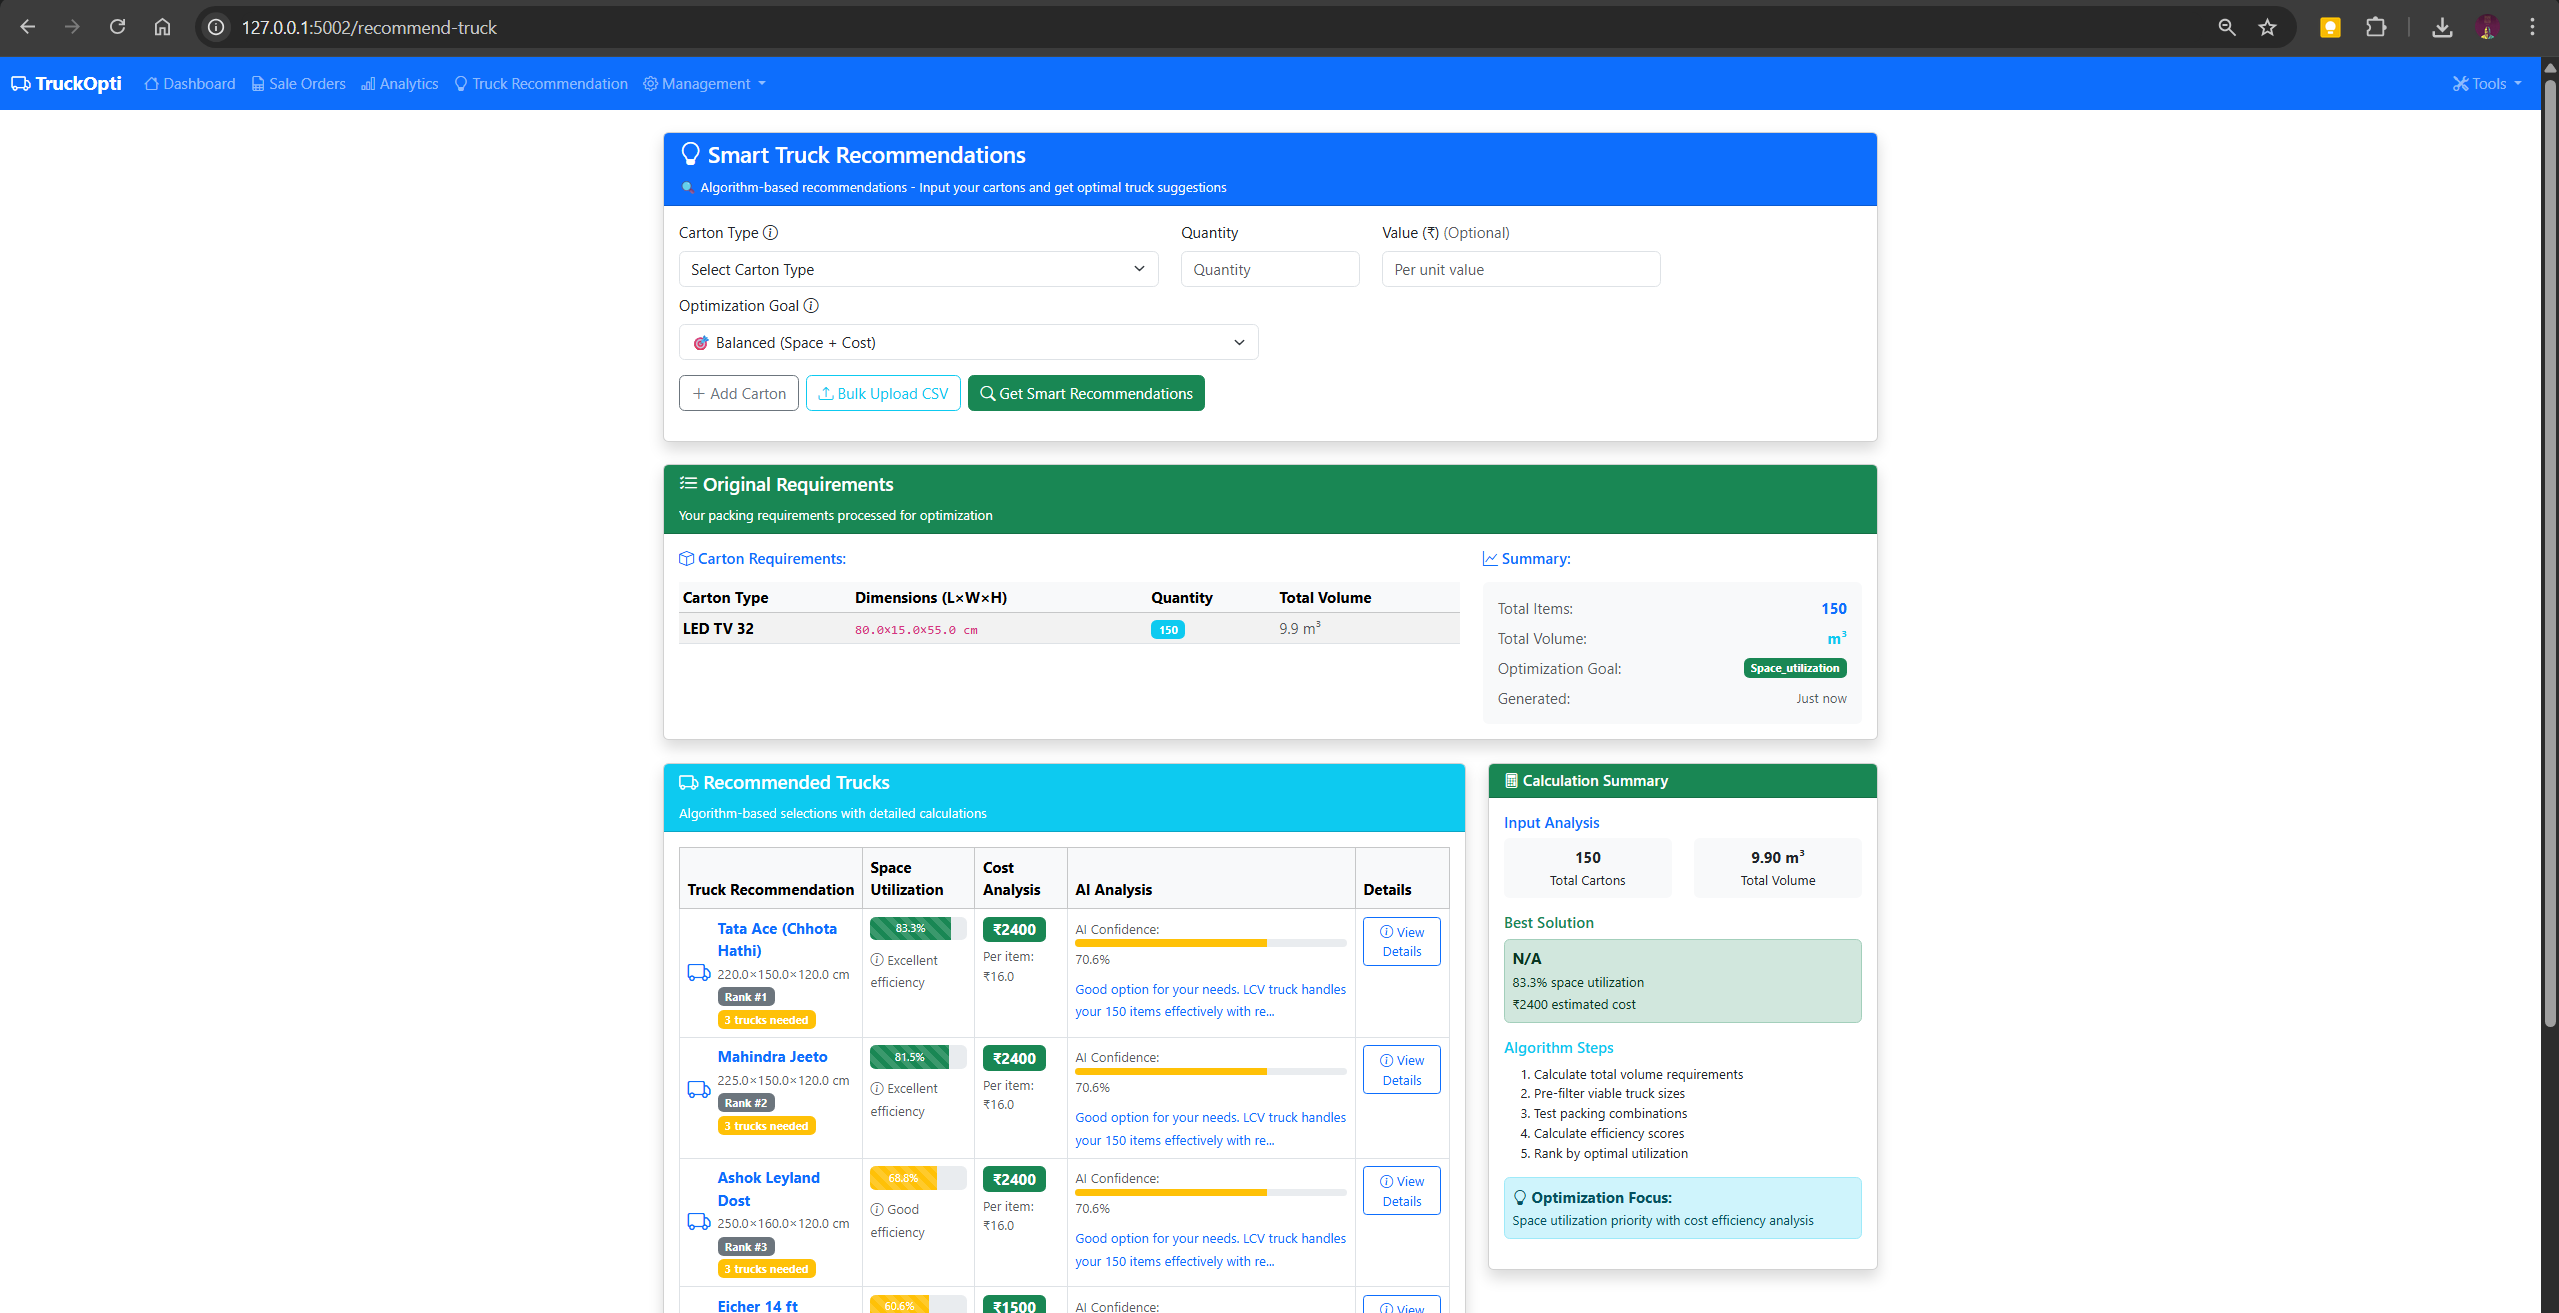 127.0.0.1:5002/recommend-truck
TruckOpti Dashboard Sale Orders Analytics Truck Recommendation Management Tools
Smart Truck Recommendations
Algorithm-based recommendations - Input your cartons and get optimal truck suggestions
Carton Type Quantity Value (₹) (Optional)
Select Carton Type Quantity Per unit value
Optimization Goal
Balanced (Space + Cost)
Add Carton Bulk Upload CSV Get Smart Recommendations
Original Requirements
Your packing requirements processed for optimization
Carton Requirements:
Carton Type Dimensions (L×W×H) Quantity Total Volume
LED TV 32 80.0×15.0×55.0 cm 150 9.9 m³
Summary:
Total Items: 150
Total Volume: m³
Optimization Goal: Space_utilization
Generated: Just now
Recommended Trucks
Algorithm-based selections with detailed calculations
Truck Recommendation Space Utilization Cost Analysis AI Analysis Details
Tata Ace (Chhota
Hathi)
220.0×150.0×120.0 cm
Rank #1
3 trucks needed
83.3%
Excellent
efficiency
₹2400
Per item:
₹16.0
AI Confidence:
70.6%
Good option for your needs. LCV truck handles
your 150 items effectively with re...
View
Details
Mahindra Jeeto
225.0×150.0×120.0 cm
Rank #2
3 trucks needed
81.5%
Excellent
efficiency
₹2400
Per item:
₹16.0
AI Confidence:
70.6%
Good option for your needs. LCV truck handles
your 150 items effectively with re...
View
Details
Ashok Leyland
Dost
250.0×160.0×120.0 cm
Rank #3
3 trucks needed
68.8%
Good
efficiency
₹2400
Per item:
₹16.0
AI Confidence:
70.6%
Good option for your needs. LCV truck handles
your 150 items effectively with re...
View
Details
Eicher 14 ft
60.6%
₹1500
AI Confidence:
View
Calculation Summary
Input Analysis
150
Total Cartons
9.90 m³
Total Volume
Best Solution
N/A
83.3% space utilization
₹2400 estimated cost
Algorithm Steps
1. Calculate total volume requirements
2. Pre-filter viable truck sizes
3. Test packing combinations
4. Calculate efficiency scores
5. Rank by optimal utilization
Optimization Focus:
Space utilization priority with cost efficiency analysis